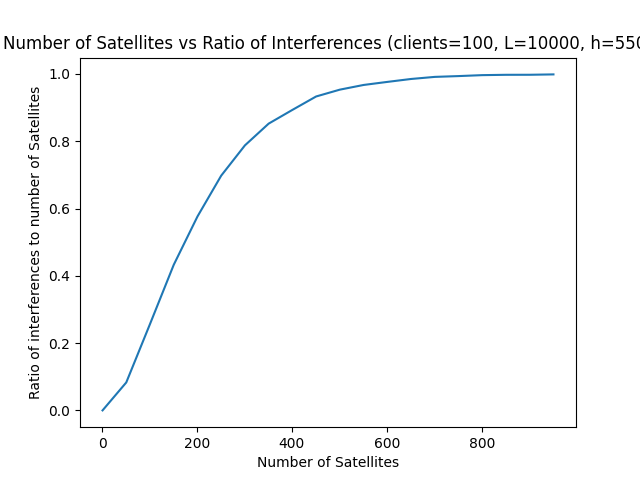 Number of Satellites vs Ratio of Interferences (clients=100, L=10000, h=550
1.0
0.8
0.6
0.4
0.2
0.0
Ratio of interferences to number of Satellites
0 200 400 600 800
Number of Satellites